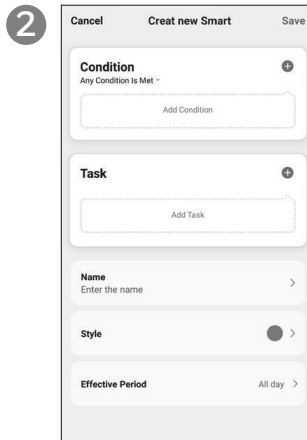 2
Cancel Creat new Smart Save
Condition
Any Condition Is Met
Add Condition
Task
Add Task
Name
Enter the name
Style
Effective Period All day